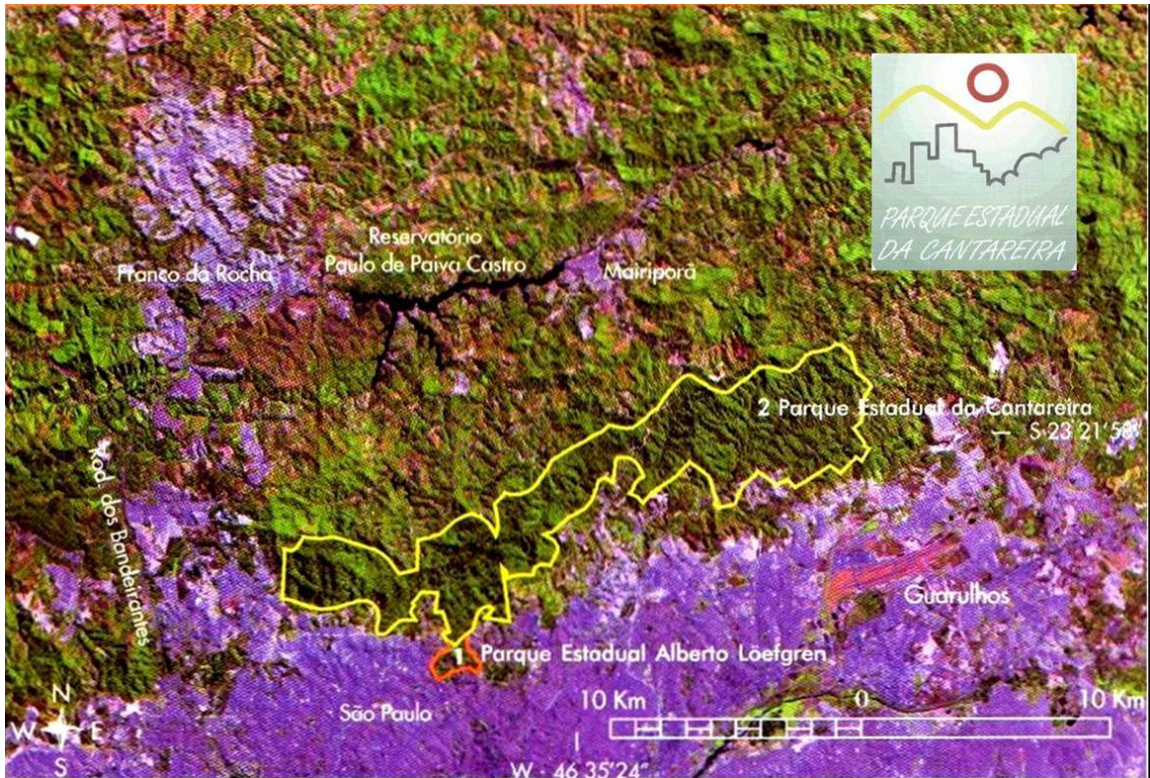 PARQUE ESTADUAL
DA CANTAREIRA
Reservatório
Paulo de Paiva Castro
Franco da Rocha
Mairiporã
2 Parque Estadual da Cantareira
S-23 21'58"
Rod dos Bandeirantes
Guarulhos
1 Parque Estadual Alberto Löefgren
São Paulo
10 Km 0 10 Km
N
W E
S
W - 46 35'24"